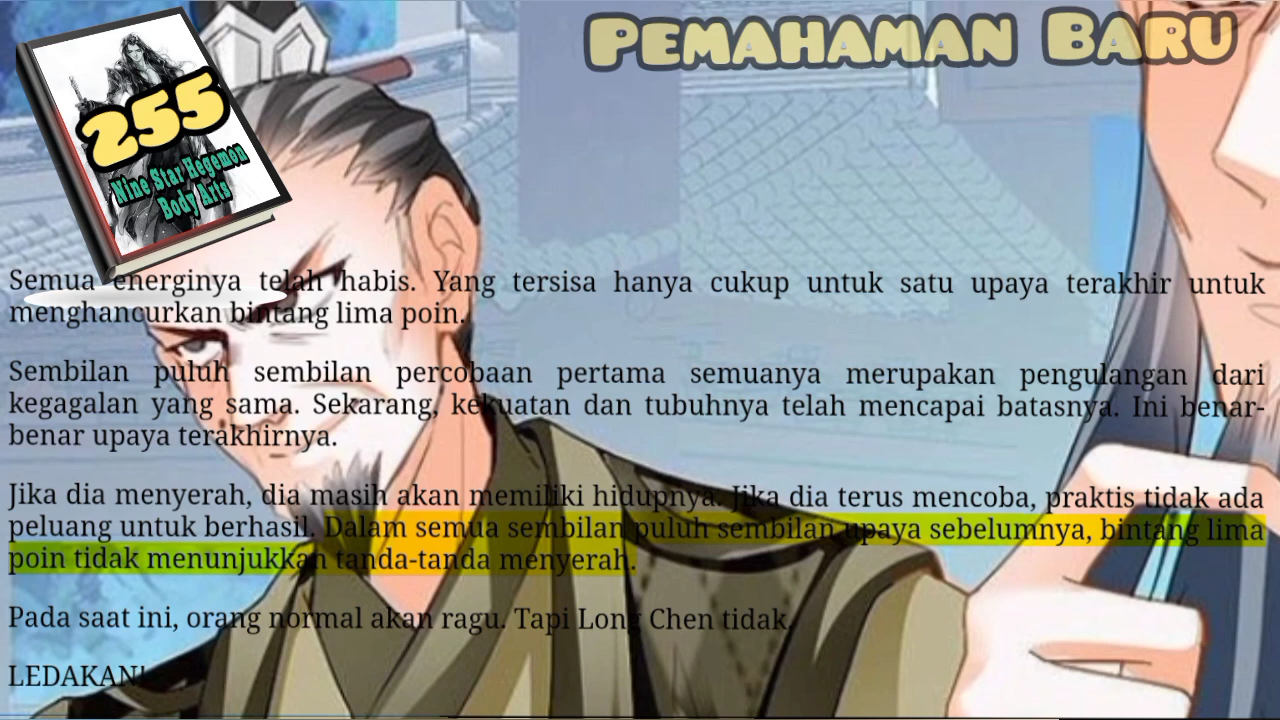 Pemahaman Baru
255
Nine Star Hegemon
Body Arts
Semua energinya telah habis. Yang tersisa hanya cukup untuk satu upaya terakhir untuk
menghancurkan bintang lima poin.
Sembilan puluh sembilan percobaan pertama semuanya merupakan pengulangan dari
kegagalan yang sama. Sekarang, kekuatan dan tubuhnya telah mencapai batasnya. Ini benar-
benar upaya terakhirnya.
Jika dia menyerah, dia masih akan memiliki hidupnya. Jika dia terus mencoba, praktis tidak ada
peluang untuk berhasil. Dalam semua sembilan puluh sembilan upaya sebelumnya, bintang lima
poin tidak menunjukkan tanda-tanda menyerah.
Pada saat ini, orang normal akan ragu. Tapi Long Chen tidak.
LEDAKAN!